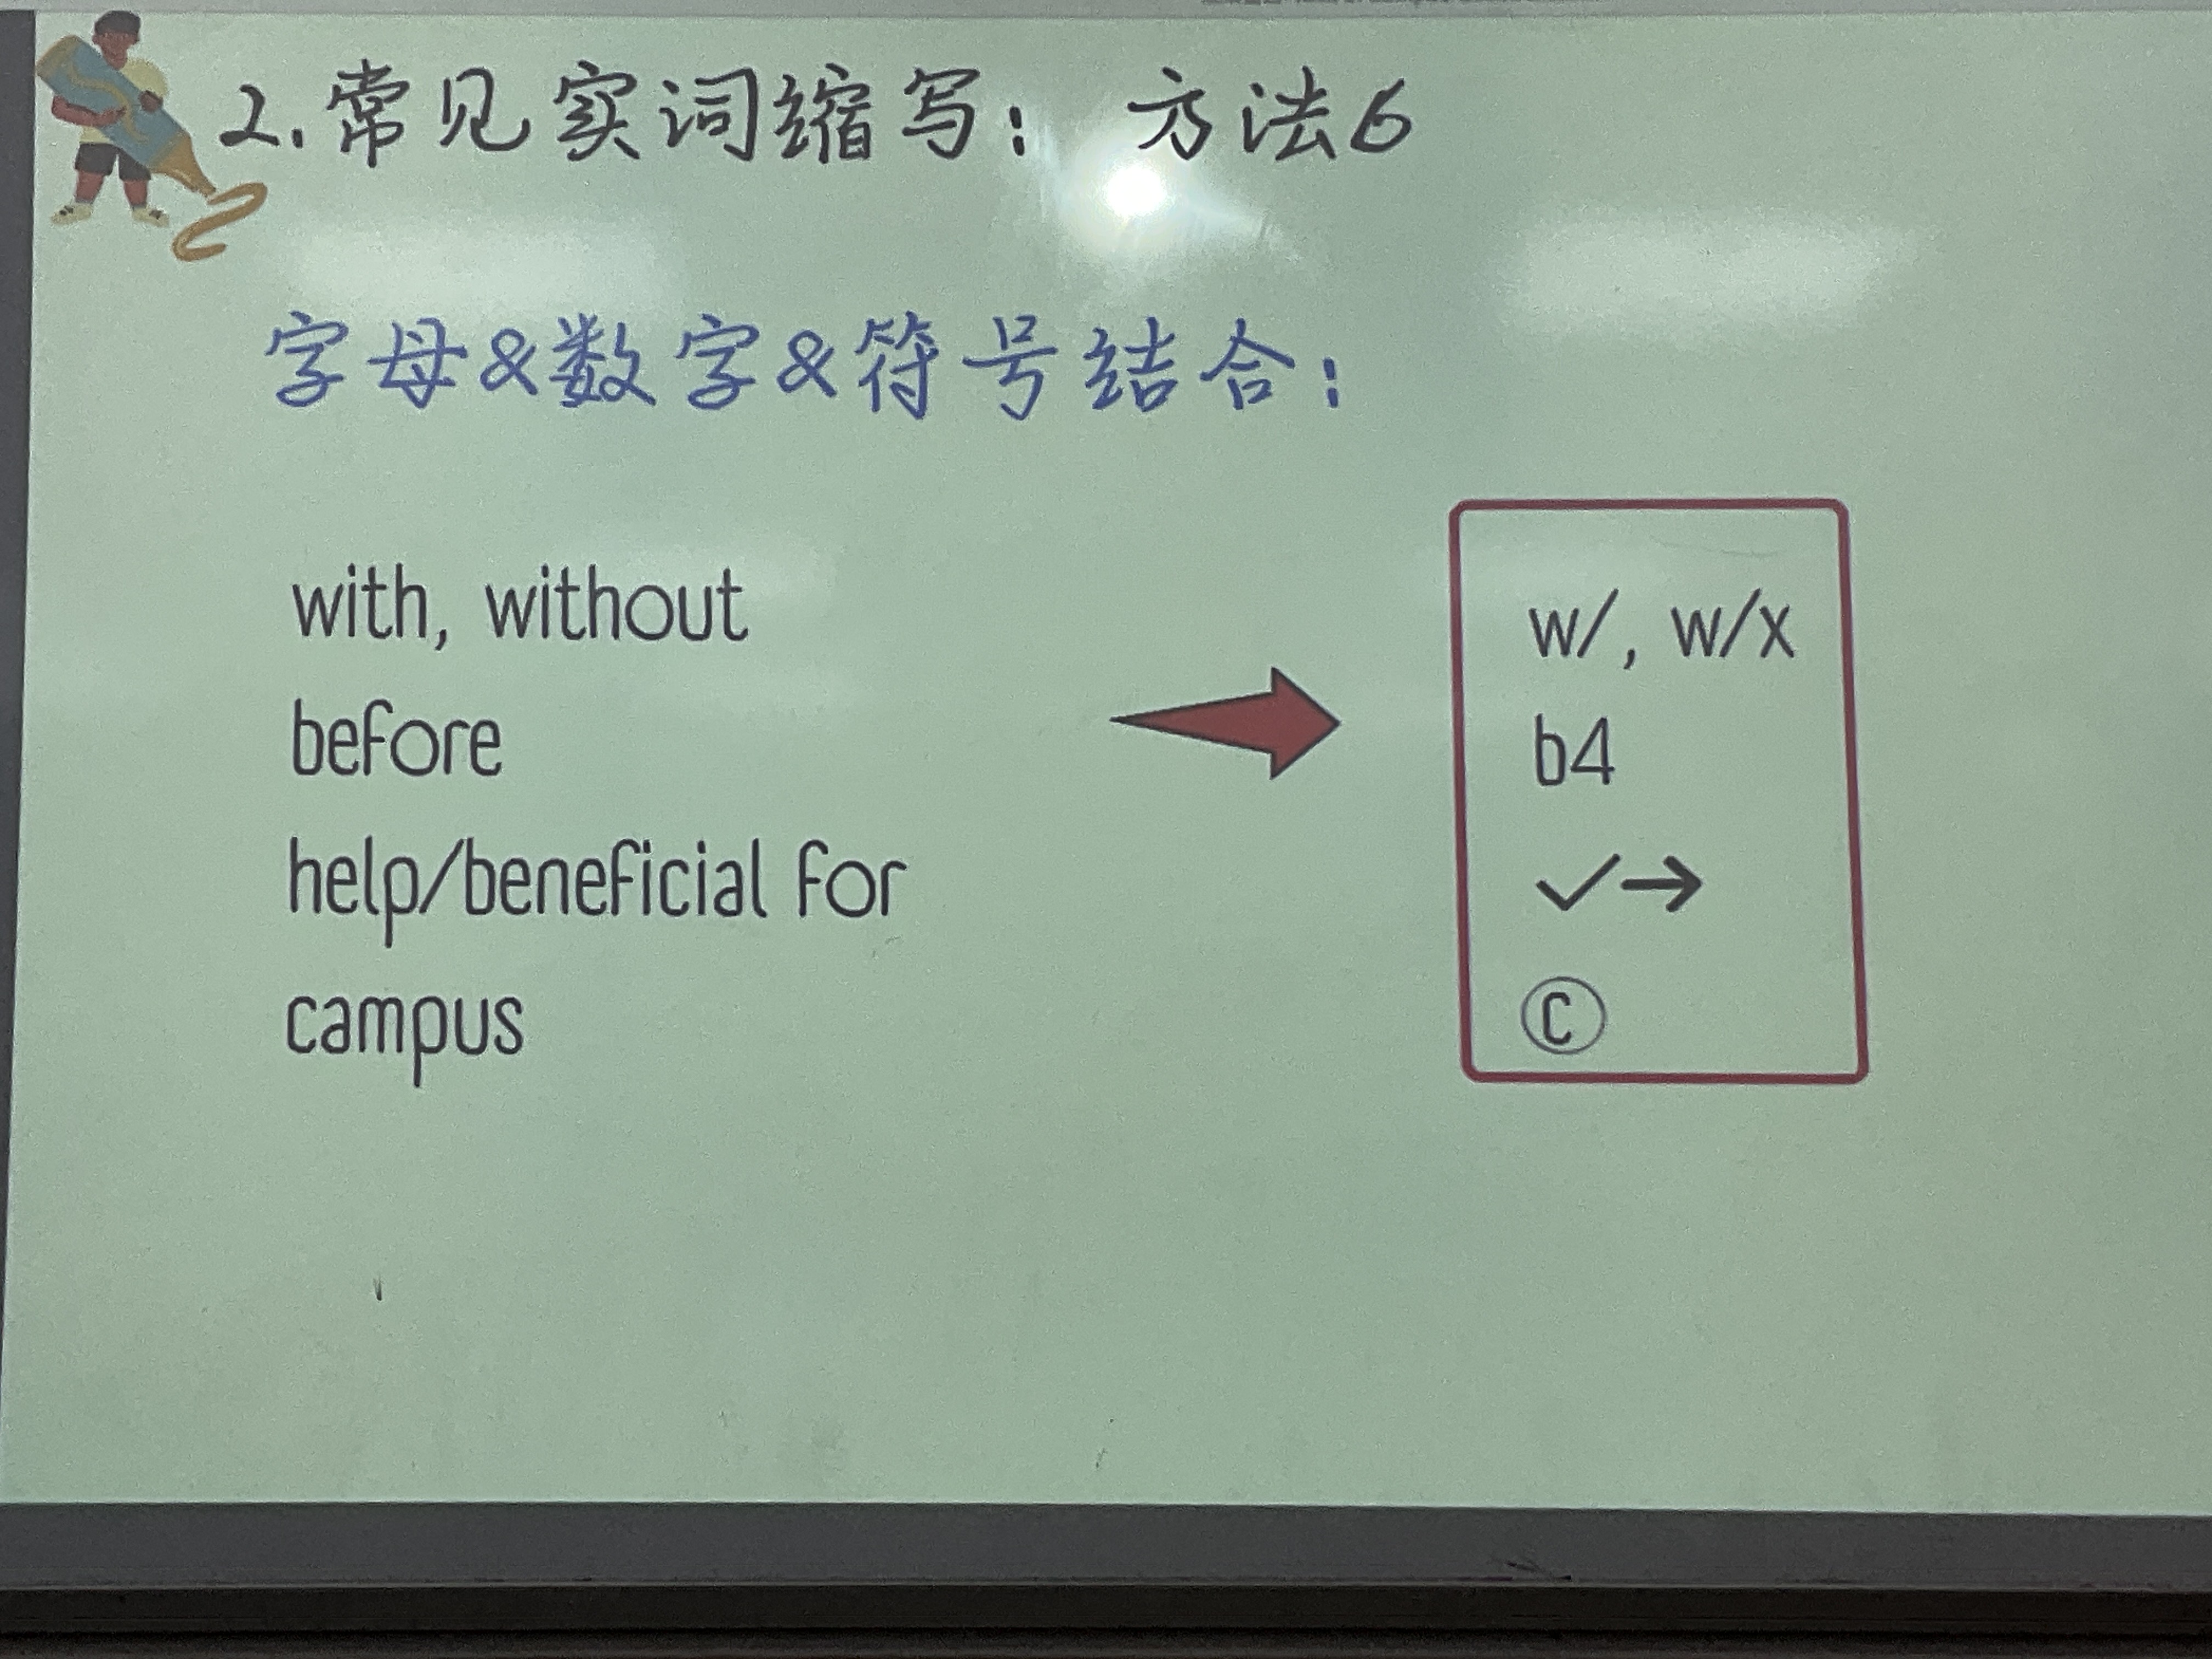 2.常见实词缩写：方法6
字母&数字&符号结合：
with, without
before
help/beneficial for
campus
w/, w/x
b4
✓→
Ⓒ